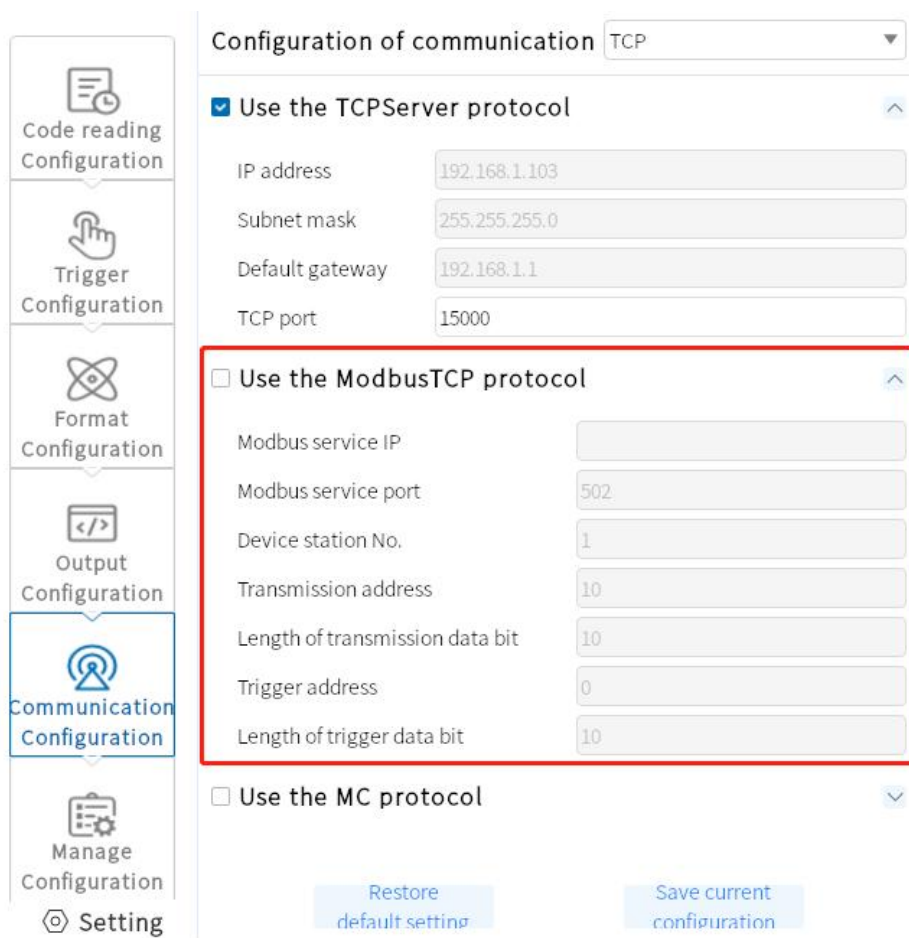 Code reading
Configuration
Trigger
Configuration
Format
Configuration
</>
Output
Configuration
Communication
Configuration
Manage
Configuration
Setting
Configuration of communication TCP
Use the TCPServer protocol
IP address 192.168.1.103
Subnet mask 255.255.255.0
Default gateway 192.168.1.1
TCP port 15000
Use the ModbusTCP protocol
Modbus service IP
Modbus service port 502
Device station No. 1
Transmission address 10
Length of transmission data bit 10
Trigger address 0
Length of trigger data bit 10
Use the MC protocol
Restore
default setting
Save current
configuration